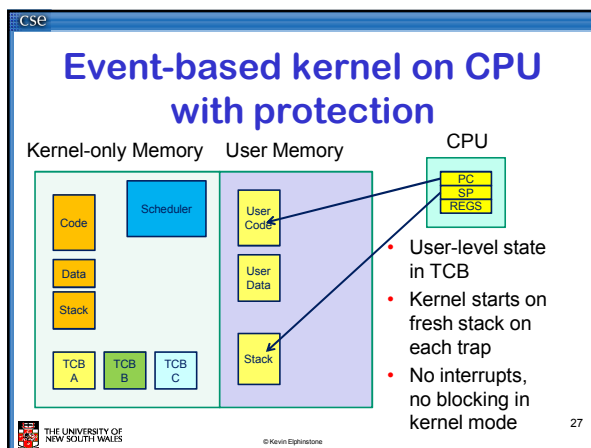 cse
Event-based kernel on CPU
with protection
Kernel-only Memory
User Memory
CPU
Code
Scheduler
Data
Stack
TCB
A
TCB
B
TCB
C
User
Code
User
Data
Stack
PC
SP
REGS
• User-level state
in TCB
• Kernel starts on
fresh stack on
each trap
• No interrupts,
no blocking in
kernel mode
THE UNIVERSITY OF
NEW SOUTH WALES
© Kevin Elphinstone
27